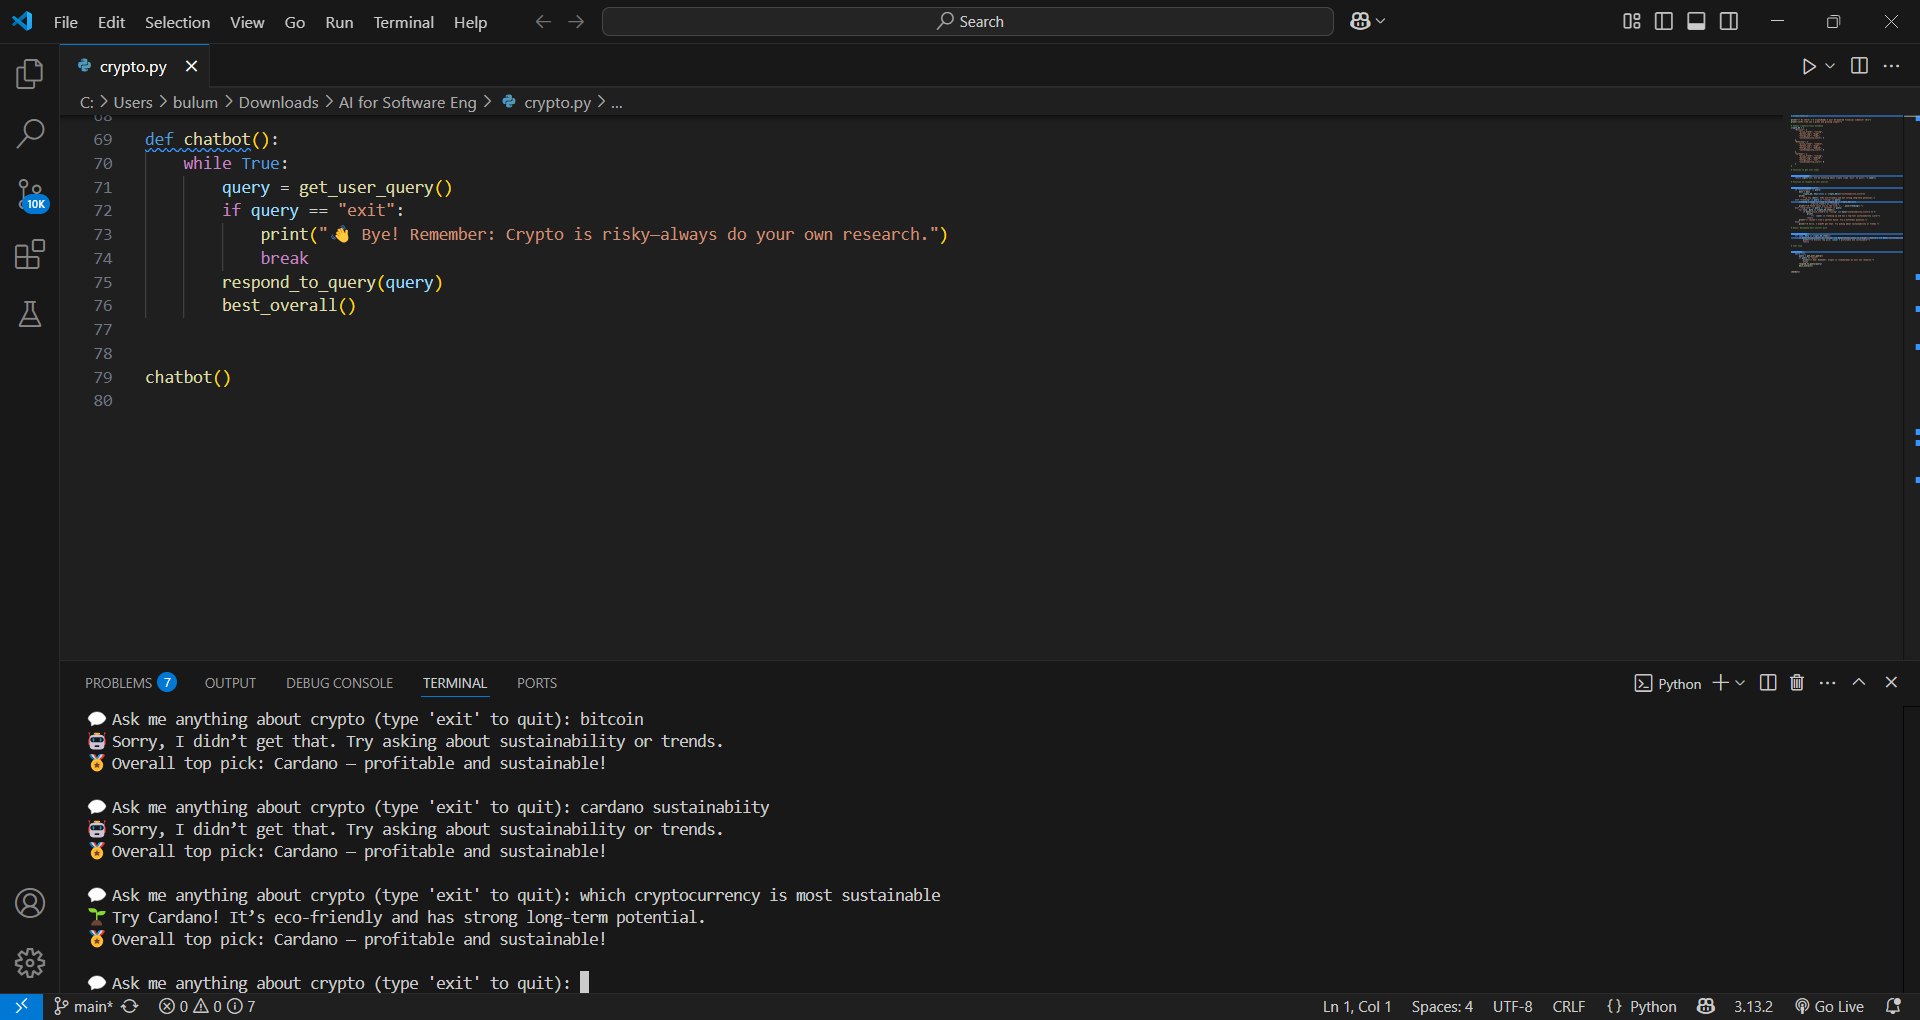 File Edit Selection View Go Run Terminal Help
Search
crypto.py
C: > Users > bulum > Downloads > AI for Software Eng > crypto.py > ...
68
69 def chatbot():
70 while True:
71 query = get_user_query()
72 if query == "exit":
73 print("👋 Bye! Remember: Crypto is risky—always do your own research.")
74 break
75 respond_to_query(query)
76 best_overall()
77
78
79 chatbot()
80
10K
PROBLEMS 7 OUTPUT DEBUG CONSOLE TERMINAL PORTS
Python
💬 Ask me anything about crypto (type 'exit' to quit): bitcoin
🤖 Sorry, I didn’t get that. Try asking about sustainability or trends.
🏅 Overall top pick: Cardano — profitable and sustainable!
💬 Ask me anything about crypto (type 'exit' to quit): cardano sustainabiity
🤖 Sorry, I didn’t get that. Try asking about sustainability or trends.
🏅 Overall top pick: Cardano — profitable and sustainable!
💬 Ask me anything about crypto (type 'exit' to quit): which cryptocurrency is most sustainable
🌱 Try Cardano! It’s eco-friendly and has strong long-term potential.
🏅 Overall top pick: Cardano — profitable and sustainable!
💬 Ask me anything about crypto (type 'exit' to quit):
main* 0 0 7 Ln 1, Col 1 Spaces: 4 UTF-8 CRLF {} Python 3.13.2 Go Live